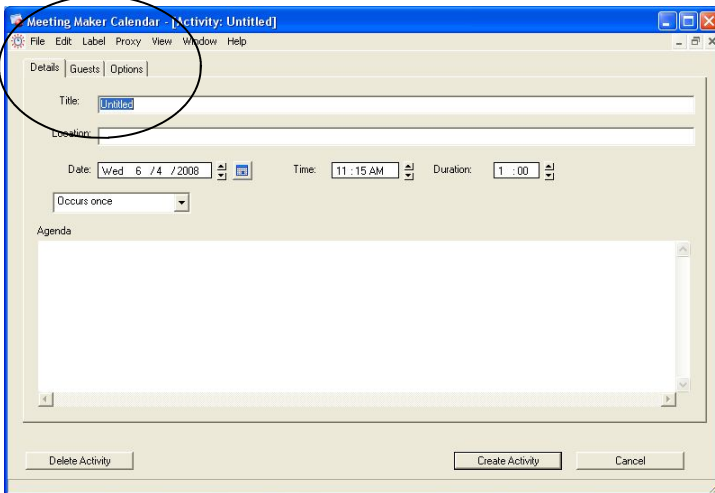 Meeting Maker Calendar - [Activity: Untitled]
File Edit Label Proxy View Window Help
Details Guests Options
Title: Untitled
Location:
Date: Wed 6 /4 /2008 Time: 11 : 15 AM Duration: 1 : 00
Occurs once
Agenda
Delete Activity Create Activity Cancel